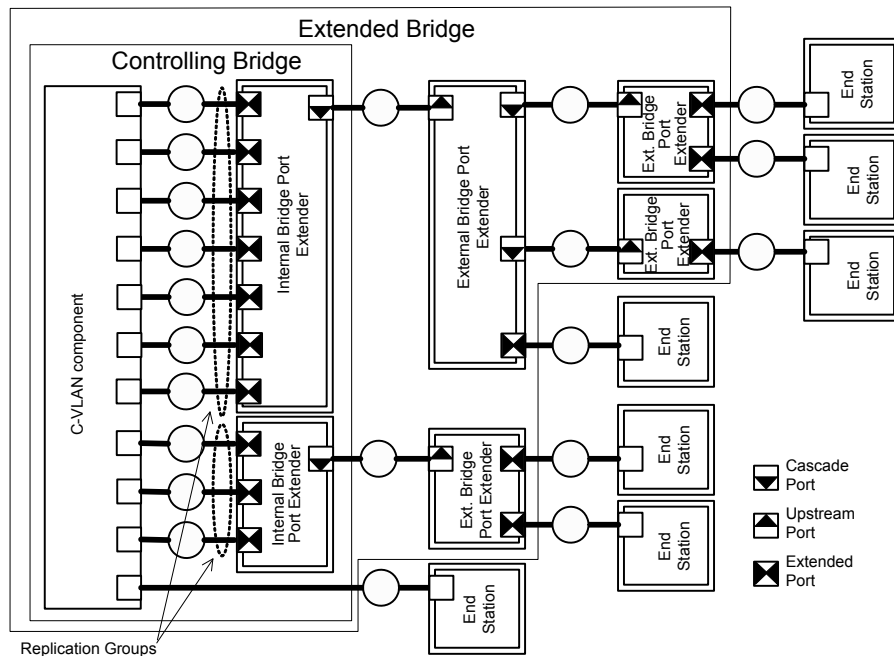 Extended Bridge
Controlling Bridge
C-VLAN component
Internal Bridge Port
Extender
External Bridge Port
Extender
Ext. Bridge
Port
Extender
End
Station
End
Station
Ext. Bridge
Port
Extender
End
Station
End
Station
Internal Bridge
Port Extender
Ext. Bridge
Port Extender
End
Station
End
Station
End
Station
Cascade
Port
Upstream
Port
Extended
Port
Replication Groups